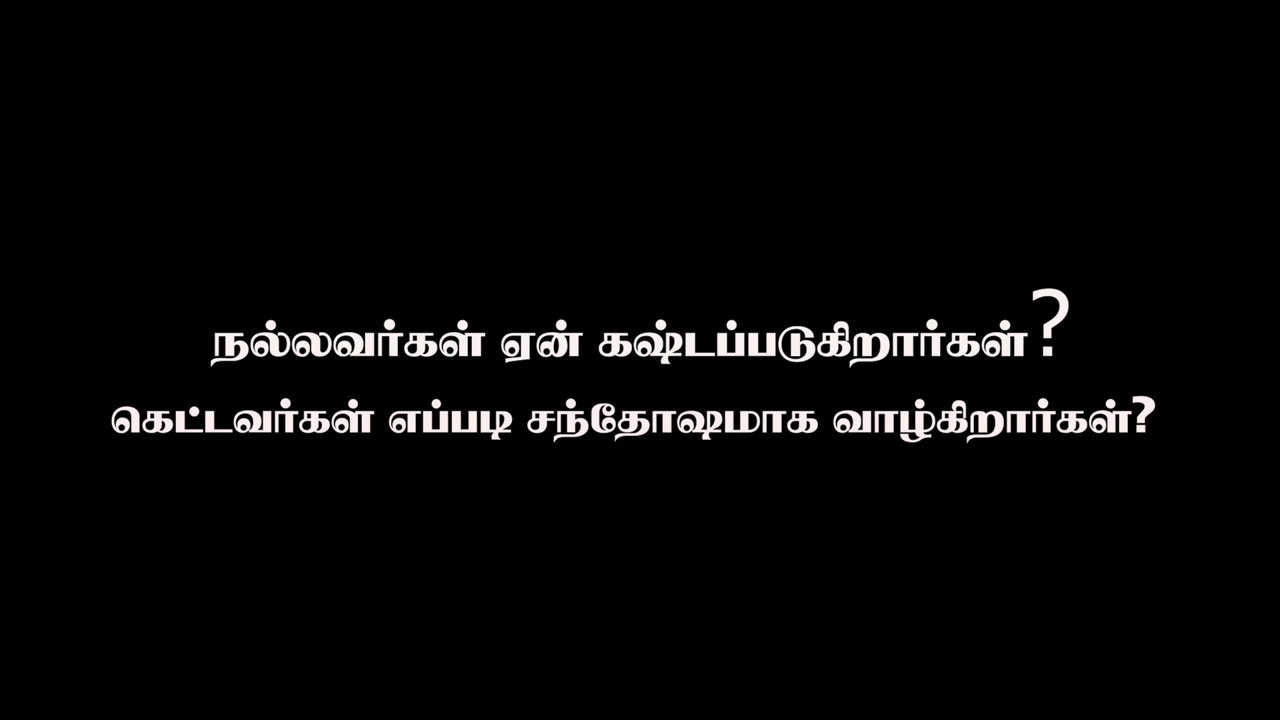 நல்லவர்கள் ஏன் கஷ்டப்படுகிறார்கள்?
கெட்டவர்கள் எப்படி சந்தோஷமாக வாழ்கிறார்கள்?